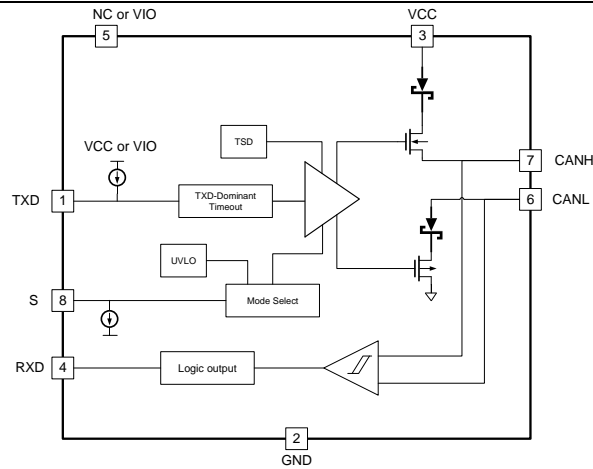 NC or VIO
VCC
5
3
VCC or VIO
TSD
7
CANH
TXD
1
TXD-Dominant
Timeout
6
CANL
UVLO
S
8
Mode Select
RXD
4
Logic output
2
GND